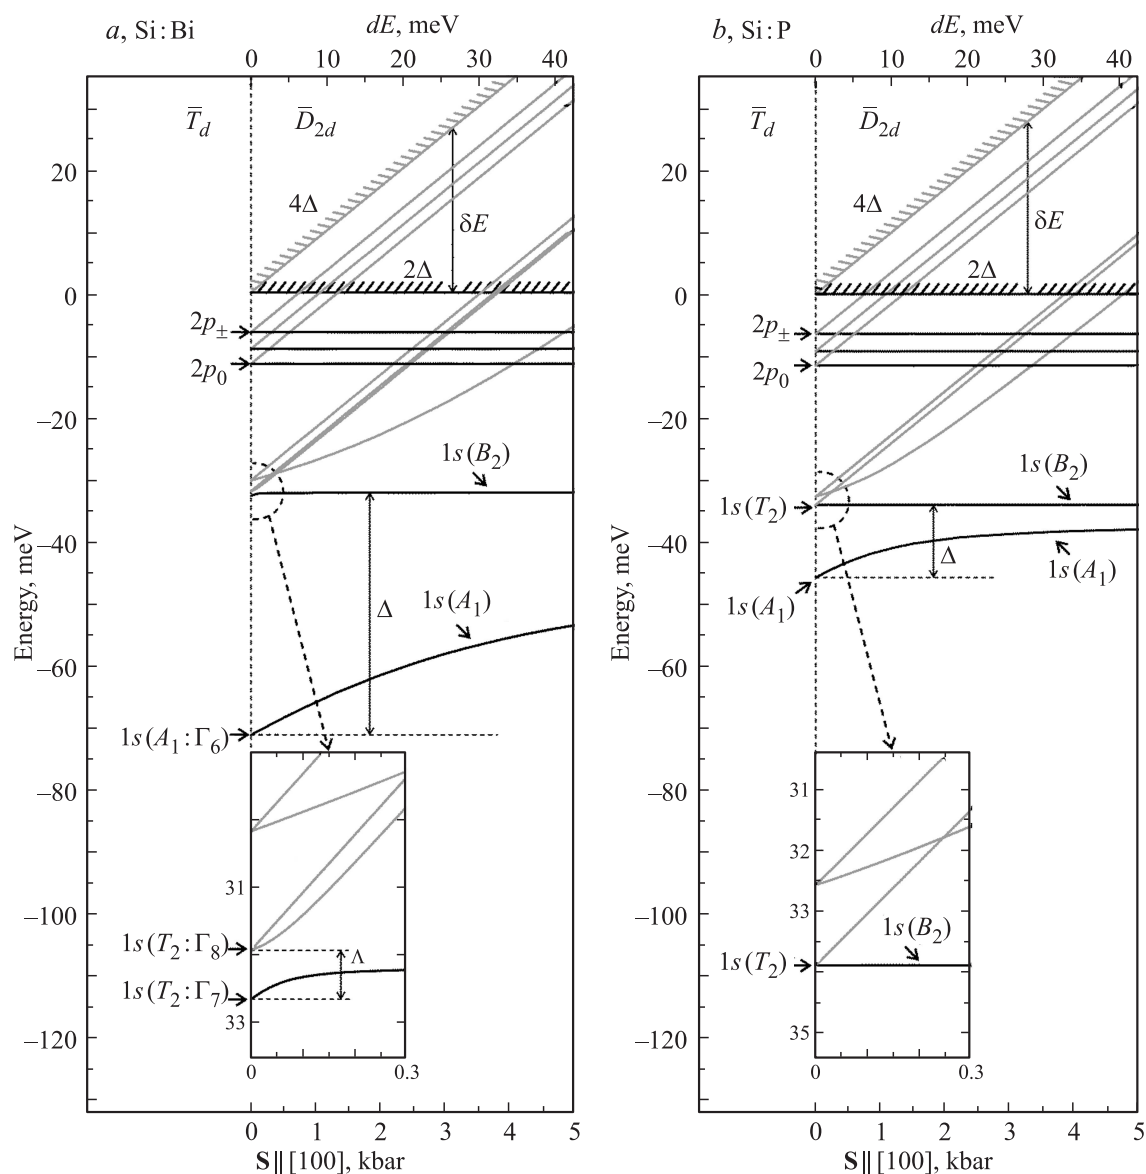 a, Si:Bi
dE, meV
0 10 20 30 40
T̅d
D̅2d
20
0
–20
–40
–60
–80
–100
–120
Energy, meV
4Δ
δE
2Δ
2p±
2p0
1s(B2)
Δ
1s(A1)
1s(A1:Γ6)
31
1s(T2:Γ8)
Λ
1s(T2:Γ7)
33
0 0.3
0 1 2 3 4 5
S || [100], kbar
b, Si:P
dE, meV
0 10 20 30 40
T̅d
D̅2d
20
0
–20
–40
–60
–80
–100
–120
Energy, meV
4Δ
δE
2Δ
2p±
2p0
1s(B2)
1s(T2)
Δ
1s(A1)
1s(A1)
31
32
33
1s(B2)
1s(T2)
35
0 0.3
0 1 2 3 4 5
S || [100], kbar